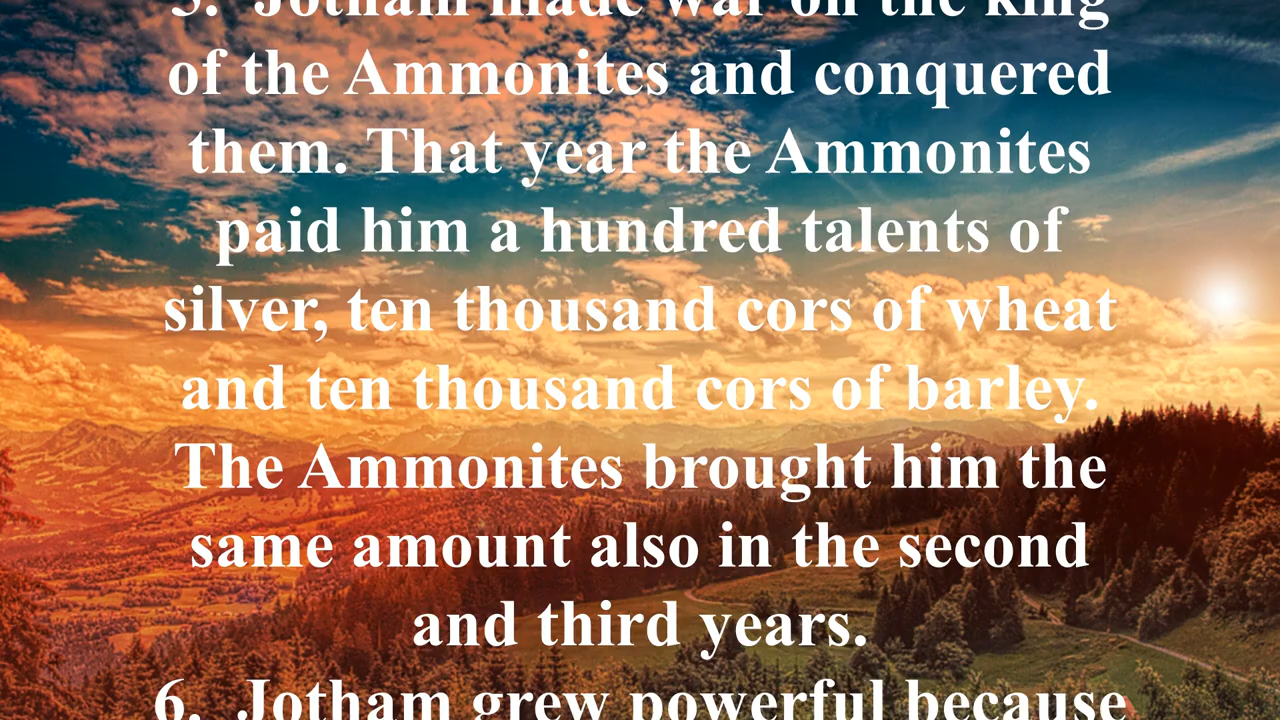 5. Jotham made war on the king
of the Ammonites and conquered
them. That year the Ammonites
paid him a hundred talents of
silver, ten thousand cors of wheat
and ten thousand cors of barley.
The Ammonites brought him the
same amount also in the second
and third years.
6. Jotham grew powerful because